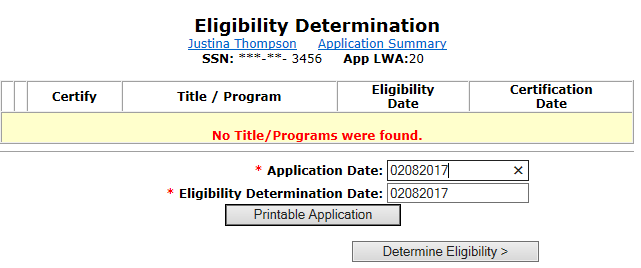 Eligibility Determination
Justina Thompson Application Summary
SSN: ***-**- 3456 App LWA:20
Certify Title / Program Eligibility Date Certification Date
No Title/Programs were found.
* Application Date: 02082017 ×
* Eligibility Determination Date: 02082017
Printable Application
Determine Eligibility >